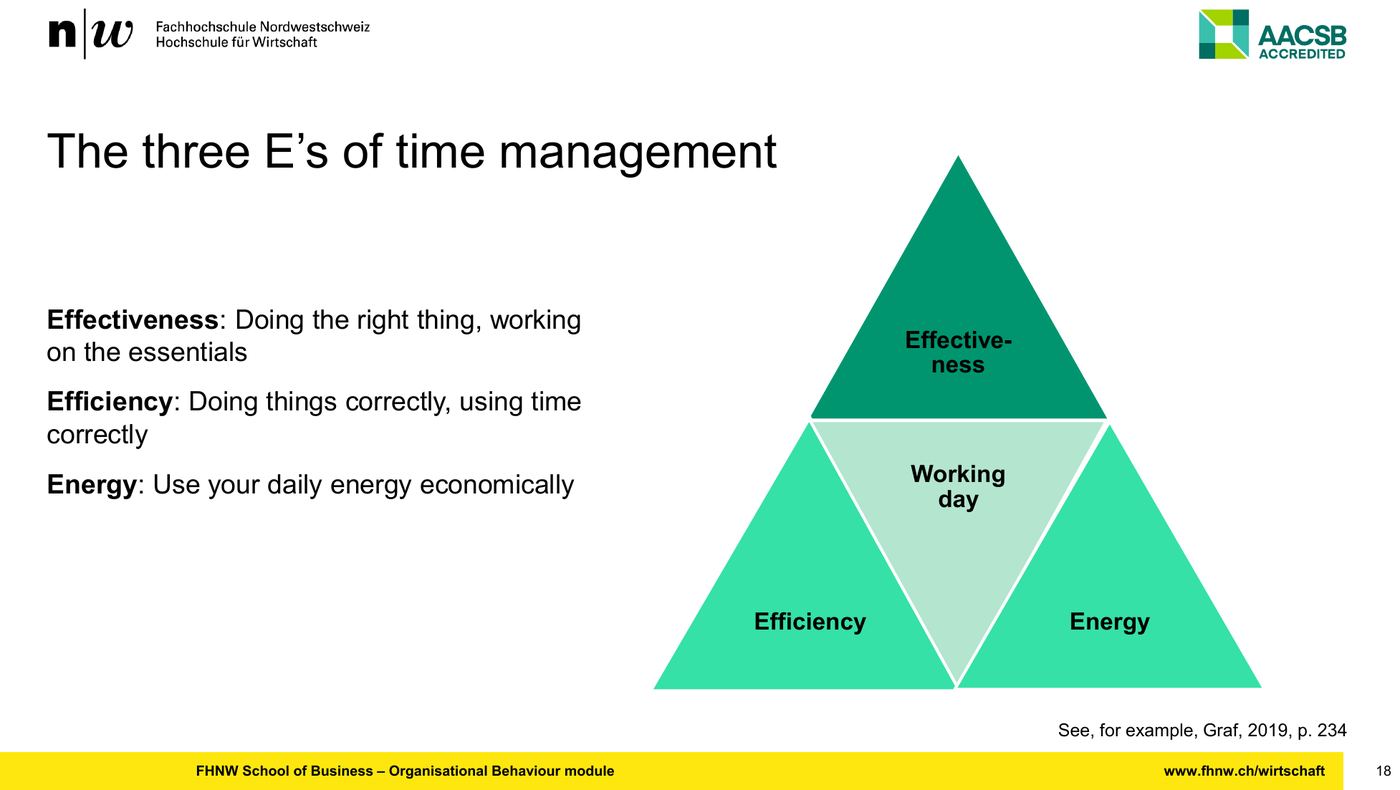 n|w
Fachhochschule Nordwestschweiz
Hochschule für Wirtschaft
AACSB
ACCREDITED
The three E’s of time management
Effectiveness: Doing the right thing, working
on the essentials
Efficiency: Doing things correctly, using time
correctly
Energy: Use your daily energy economically
Effective-
ness
Working
day
Efficiency
Energy
See, for example, Graf, 2019, p. 234
FHNW School of Business – Organisational Behaviour module
www.fhnw.ch/wirtschaft
18